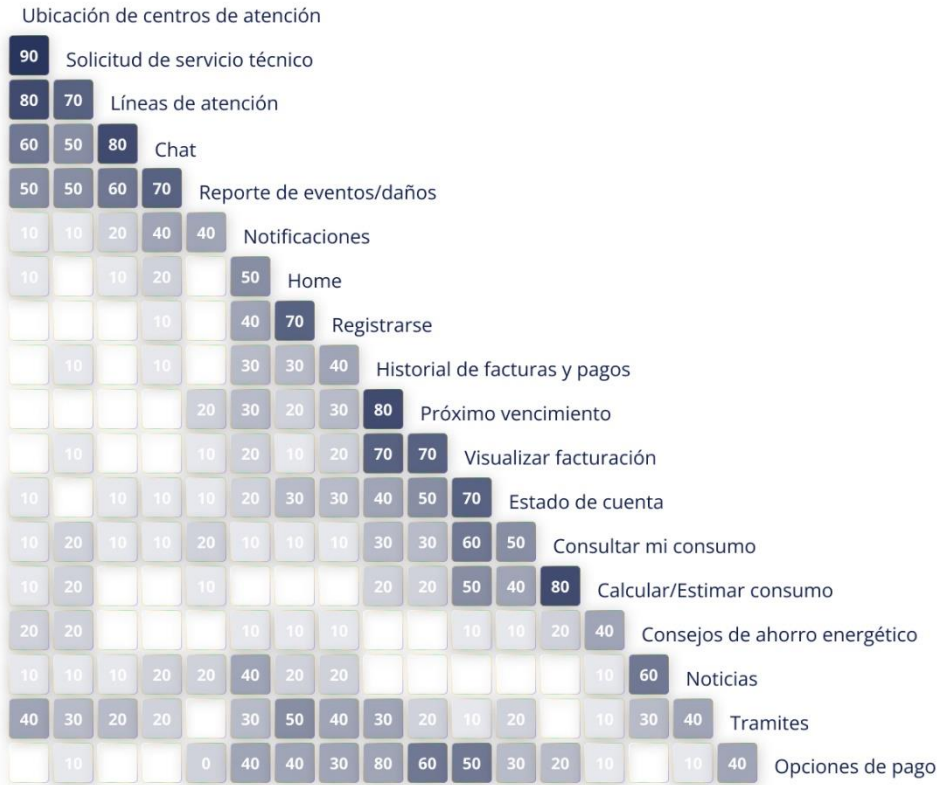 Ubicación de centros de atención
90 Solicitud de servicio técnico
80 70 Líneas de atención
60 50 80 Chat
50 50 60 70 Reporte de eventos/daños
10 10 20 40 40 Notificaciones
10 10 20 50 Home
10 40 70 Registrarse
10 10 30 30 40 Historial de facturas y pagos
20 30 20 30 80 Próximo vencimiento
10 10 20 10 20 70 70 Visualizar facturación
10 10 10 10 20 30 30 40 50 70 Estado de cuenta
10 20 10 10 20 10 10 10 30 30 60 50 Consultar mi consumo
10 20 10 20 20 50 40 80 Calcular/Estimar consumo
20 20 10 10 10 10 10 20 40 Consejos de ahorro energético
10 10 10 20 20 40 20 20 10 60 Noticias
40 30 20 20 30 50 40 30 20 10 20 10 30 40 Tramites
10 0 40 40 30 80 60 50 30 20 10 10 40 Opciones de pago